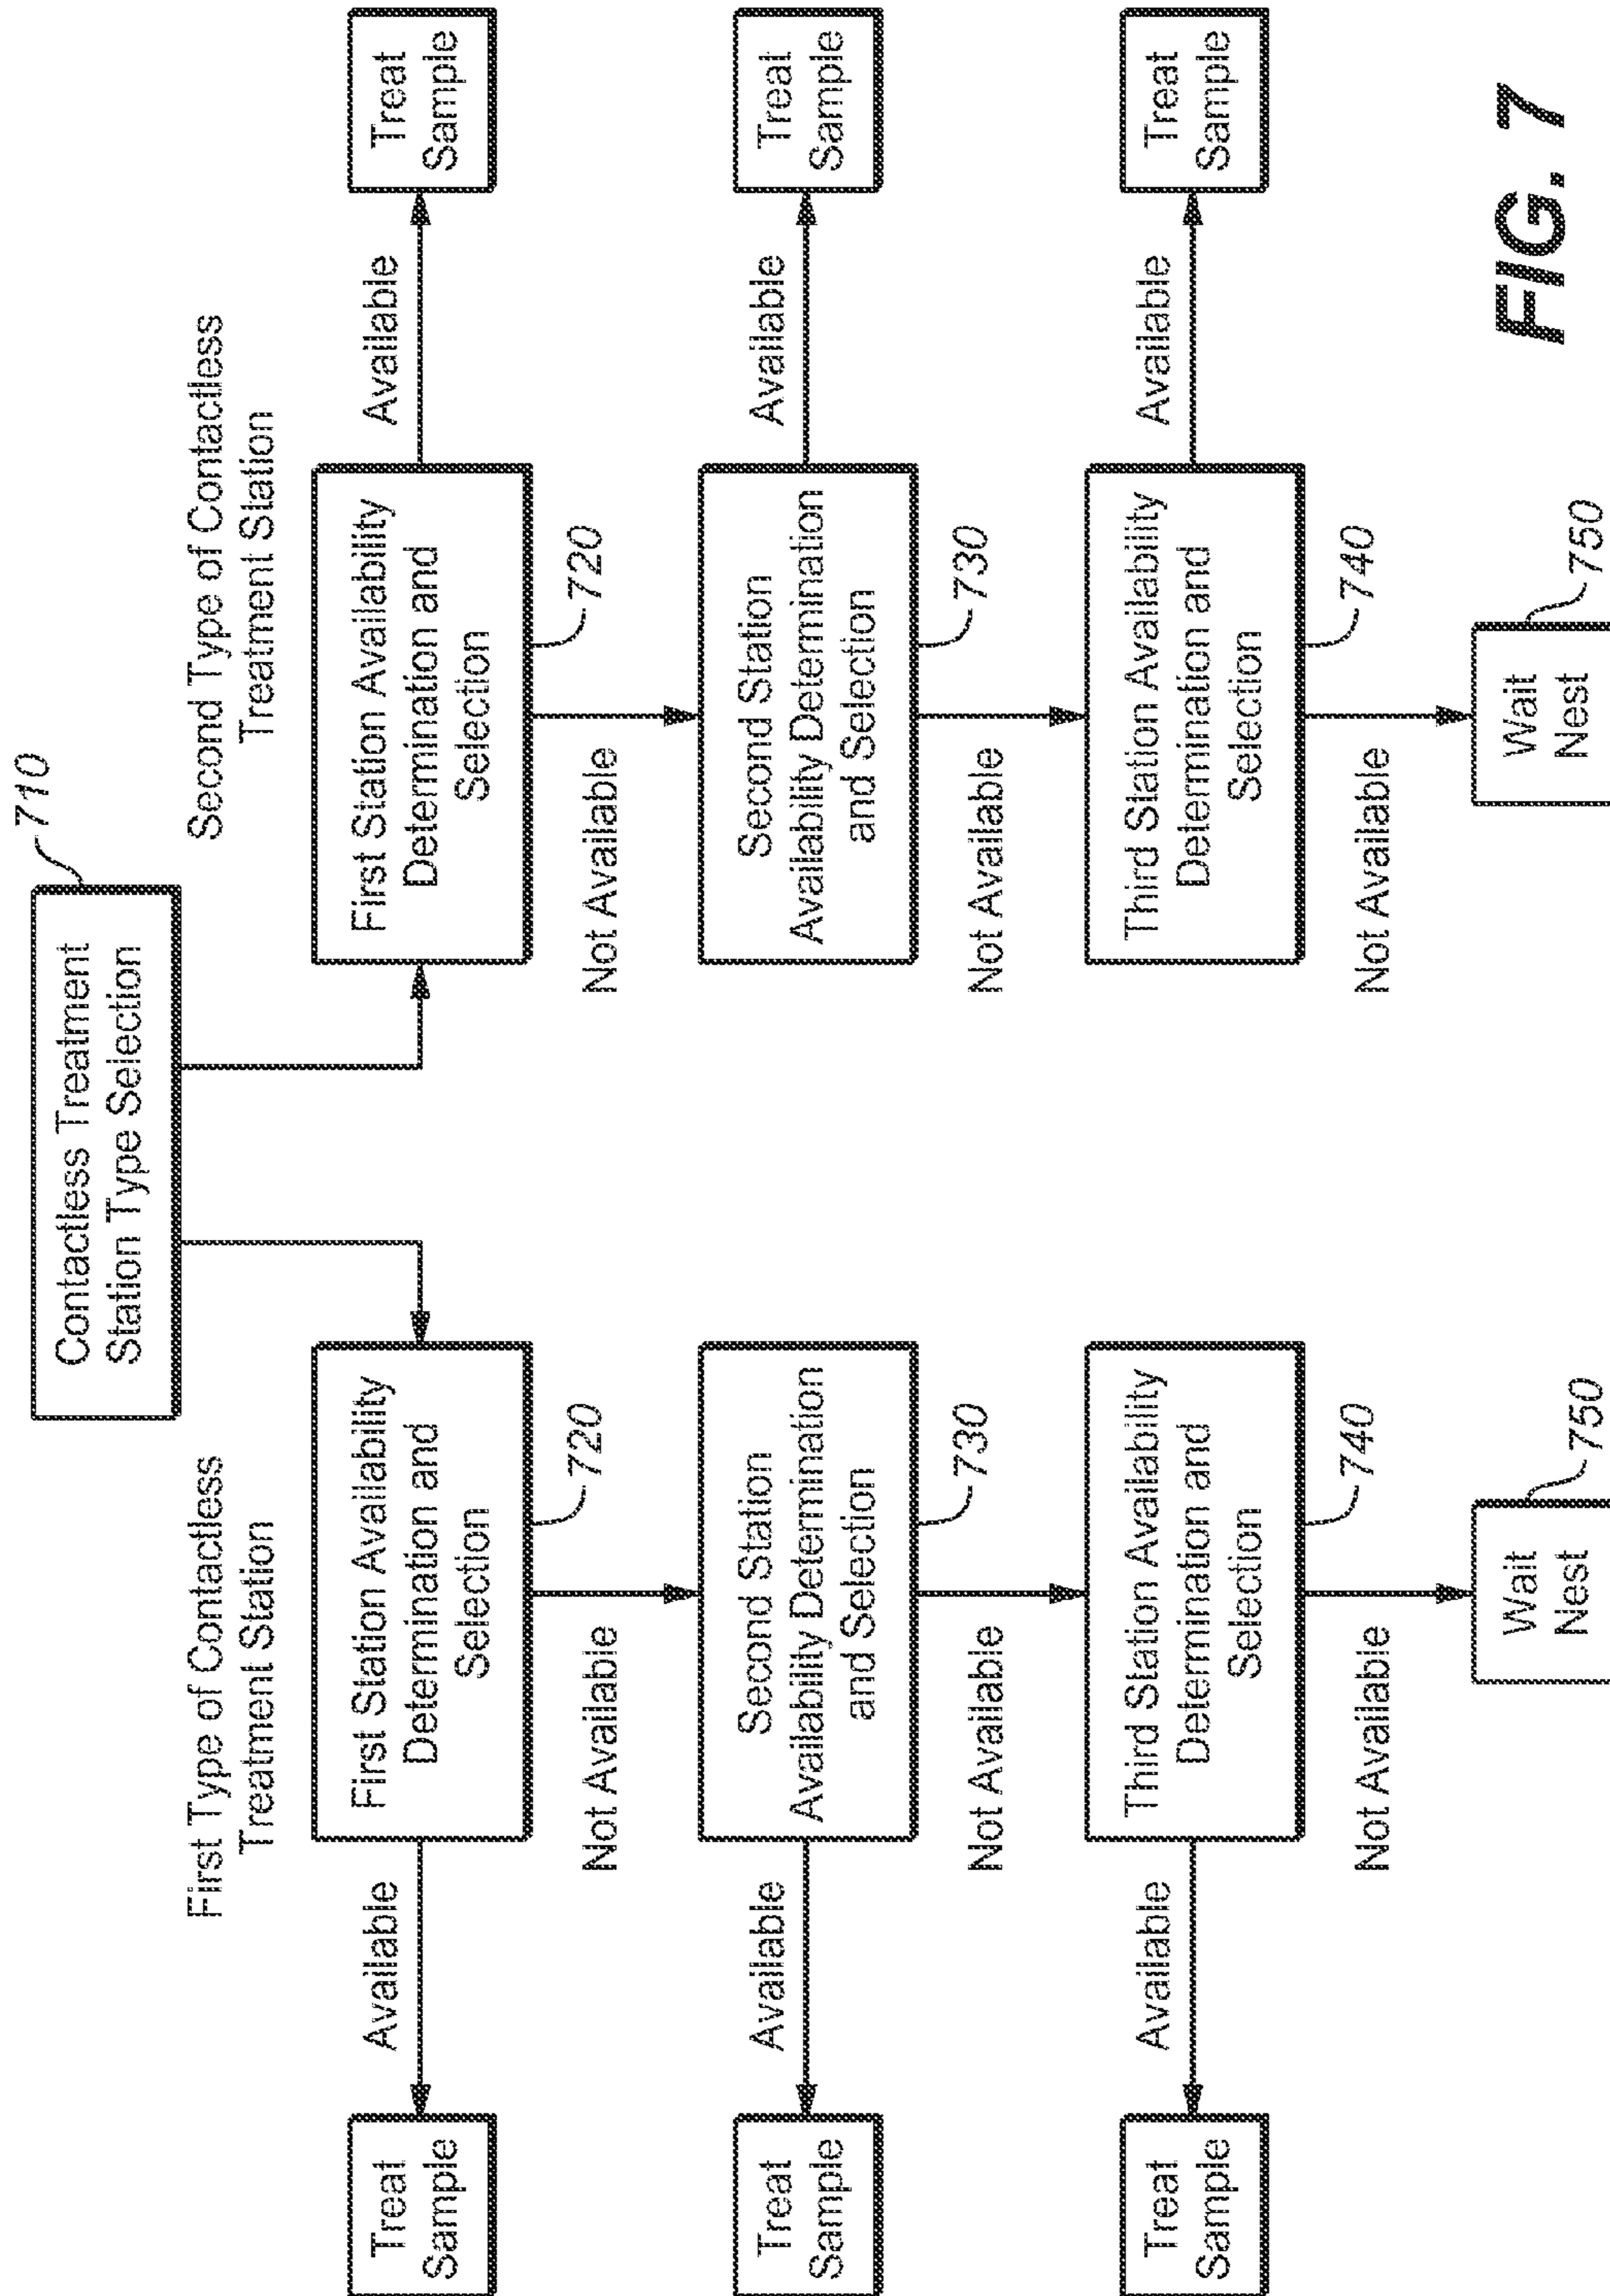 Contactless Treatment
Station Type Selection
710
First Type of Contactless
Treatment Station
Second Type of Contactless
Treatment Station
Treat
Sample
Available
First Station Availability
Determination and
Selection
720
First Station Availability
Determination and
Selection
720
Available
Treat
Sample
Not Available
Not Available
Treat
Sample
Available
Second Station
Availability Determination
and Selection
730
Second Station
Availability Determination
and Selection
730
Available
Treat
Sample
Not Available
Not Available
Treat
Sample
Available
Third Station Availability
Determination and
Selection
740
Third Station Availability
Determination and
Selection
740
Available
Treat
Sample
Not Available
Not Available
Wait
Nest
750
Wait
Nest
750
FIG. 7